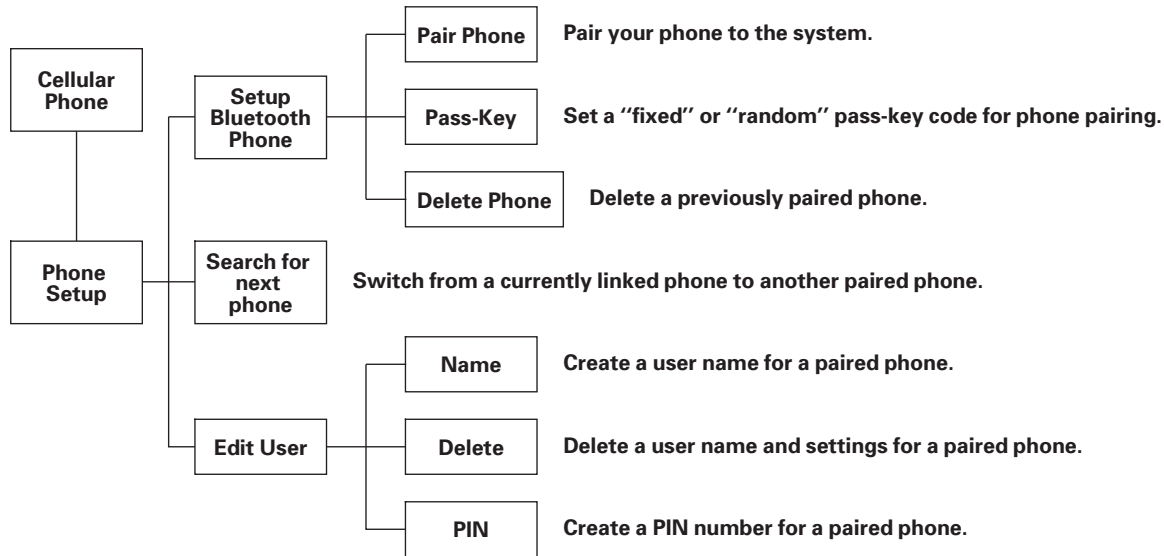 Cellular
Phone
Phone
Setup
Setup
Bluetooth
Phone
Pair Phone
Pair your phone to the system.
Pass-Key
Set a ‘‘fixed’’ or ‘‘random’’ pass-key code for phone pairing.
Delete Phone
Delete a previously paired phone.
Search for
next
phone
Switch from a currently linked phone to another paired phone.
Edit User
Name
Create a user name for a paired phone.
Delete
Delete a user name and settings for a paired phone.
PIN
Create a PIN number for a paired phone.